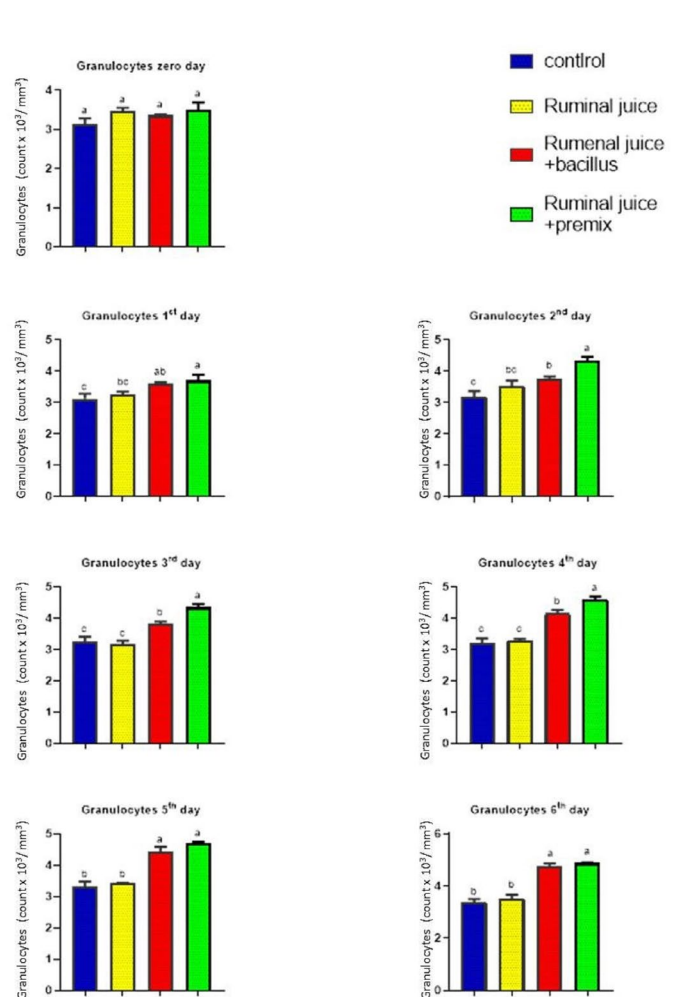 Granulocytes zero day
Granulocytes (count x 10³/ mm³)
4
3
2
1
0
a
a
a
a
contlrol
Ruminal juice
Rumenal juice
+bacillus
Ruminal juice
+premix
Granulocytes 1st day
Granulocytes (count x 10³/ mm³)
5
4
3
2
1
0
c
bc
ab
a
Granulocytes 2nd day
Granulocytes (count x 10³/ mm³)
5
4
3
2
1
0
c
bc
b
a
Granulocytes 3rd day
Granulocytes (count x 10³/ mm³)
5
4
3
2
1
0
c
c
b
a
Granulocytes 4th day
Granulocytes (count x 10³/ mm³)
5
4
3
2
1
0
c
c
b
a
Granulocytes 5th day
Granulocytes (count x 10³/ mm³)
5
4
3
2
1
0
b
b
a
a
Granulocytes 6th day
Granulocytes (count x 10³/ mm³)
6
4
2
0
b
b
a
a